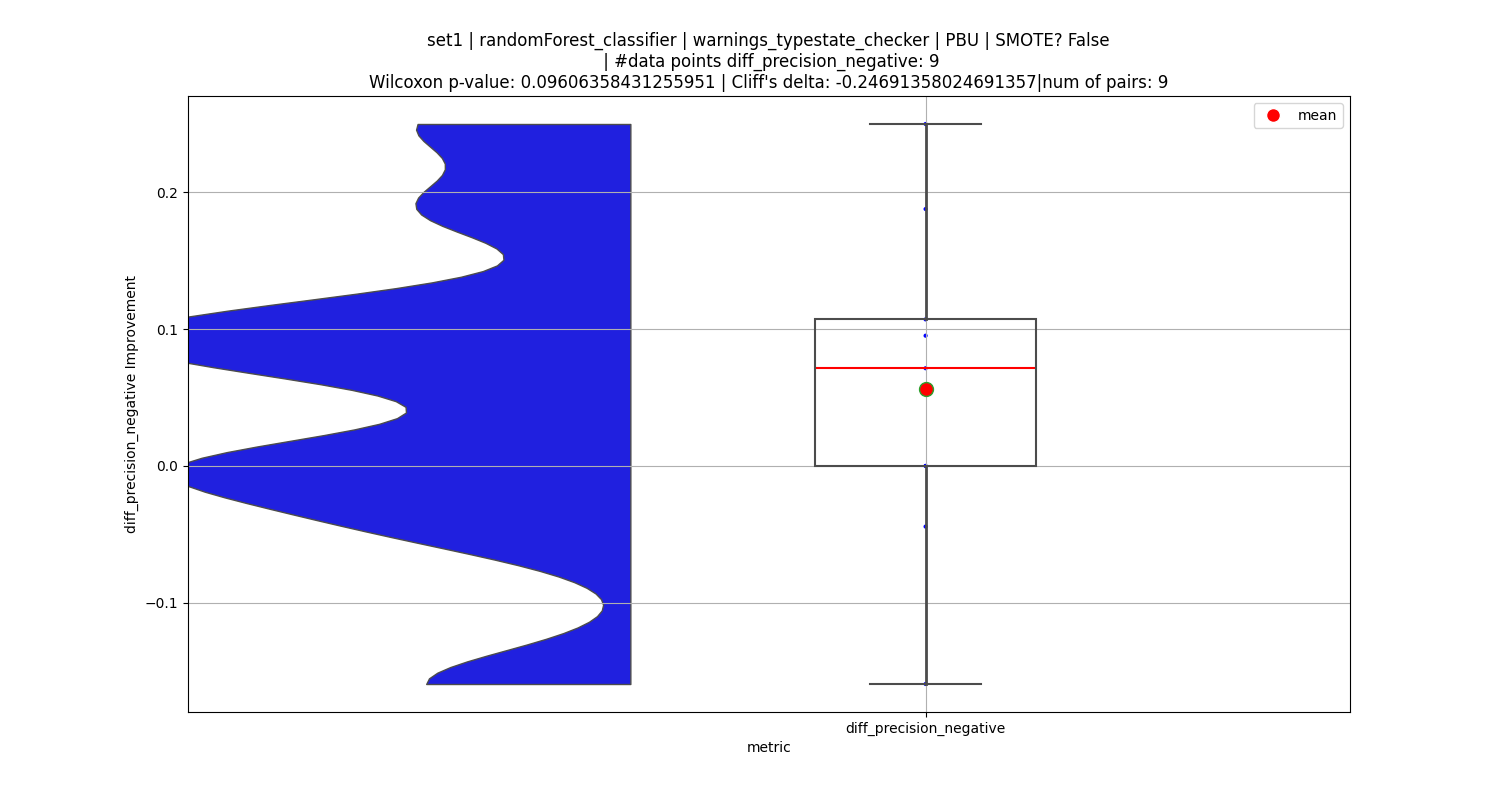 set1 | randomForest_classifier | warnings_typestate_checker | PBU | SMOTE? False
| #data points diff_precision_negative: 9
Wilcoxon p-value: 0.09606358431255951 | Cliff's delta: -0.24691358024691357|num of pairs: 9
mean
0.2
0.1
0.0
−0.1
diff_precision_negative Improvement
diff_precision_negative
metric